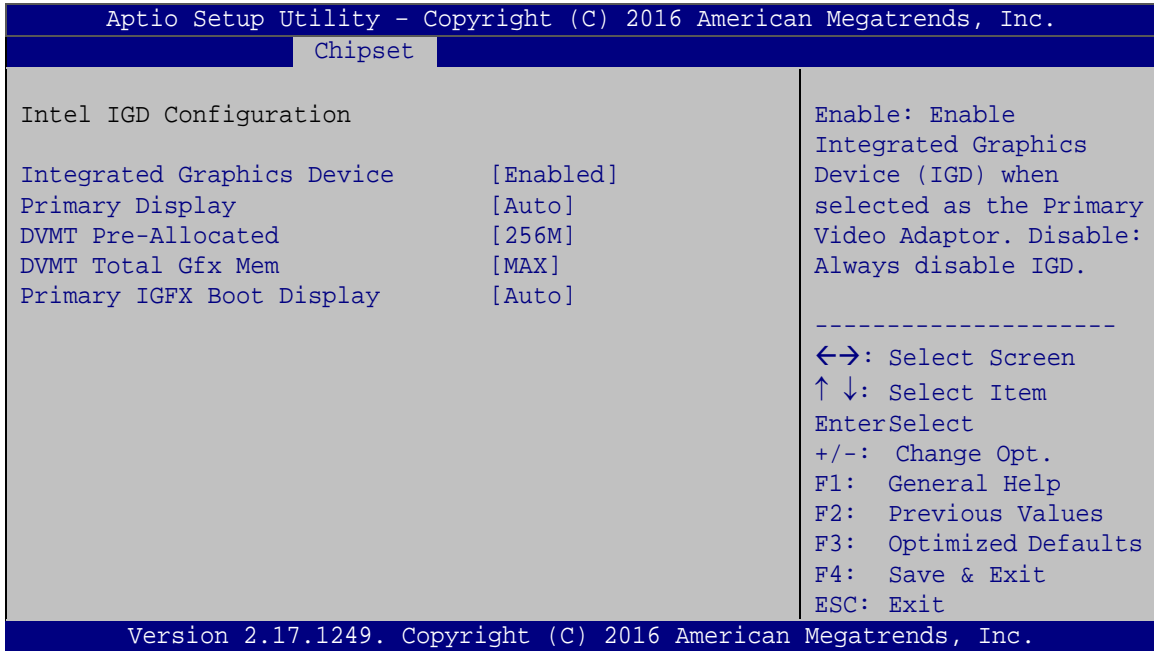 Aptio Setup Utility – Copyright (C) 2016 American Megatrends, Inc.
Chipset
Intel IGD Configuration
Integrated Graphics Device [Enabled]
Primary Display [Auto]
DVMT Pre-Allocated [256M]
DVMT Total Gfx Mem [MAX]
Primary IGFX Boot Display [Auto]
Enable: Enable
Integrated Graphics
Device (IGD) when
selected as the Primary
Video Adaptor. Disable:
Always disable IGD.
---------------------
←→: Select Screen
↑ ↓: Select Item
EnterSelect
+/-: Change Opt.
F1: General Help
F2: Previous Values
F3: Optimized Defaults
F4: Save & Exit
ESC: Exit
Version 2.17.1249. Copyright (C) 2016 American Megatrends, Inc.